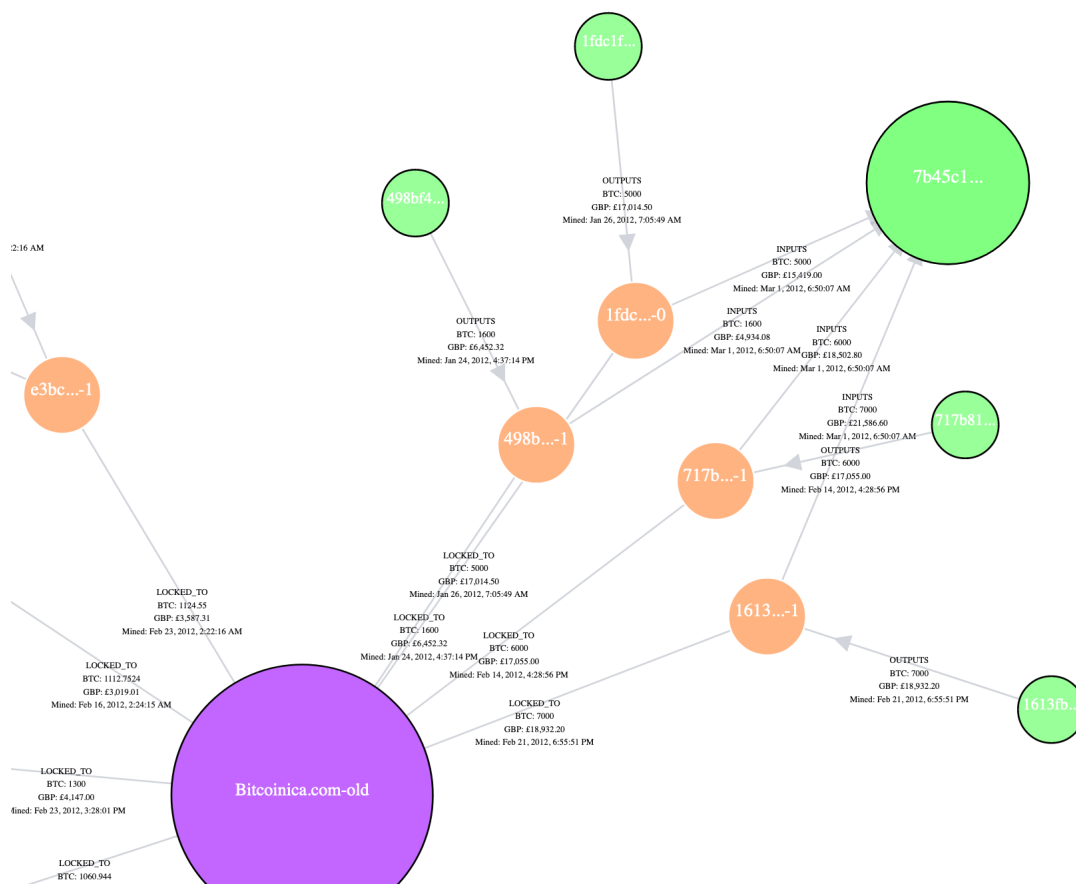 1fdc1f...
7b45c1...
498bf4...
OUTPUTS
BTC: 5000
GBP: £17,014.50
Mined: Jan 26, 2012, 7:05:49 AM
2:16 AM
INPUTS
BTC: 5000
GBP: £15,419.00
Mined: Mar 1, 2012, 6:50:07 AM
1fdc...-0
OUTPUTS
BTC: 1600
GBP: £6,452.32
Mined: Jan 24, 2012, 4:37:14 PM
INPUTS
BTC: 1600
GBP: £4,934.08
Mined: Mar 1, 2012, 6:50:07 AM
INPUTS
BTC: 6000
GBP: £18,502.80
Mined: Mar 1, 2012, 6:50:07 AM
e3bc...-1
INPUTS
BTC: 7000
GBP: £21,586.60
Mined: Mar 1, 2012, 6:50:07 AM
717b81...
498b...-1
OUTPUTS
BTC: 6000
GBP: £17,055.00
Mined: Feb 14, 2012, 4:28:56 PM
717b...-1
LOCKED_TO
BTC: 5000
GBP: £17,014.50
Mined: Jan 26, 2012, 7:05:49 AM
LOCKED_TO
BTC: 1124.55
GBP: £3,587.31
Mined: Feb 23, 2012, 2:22:16 AM
LOCKED_TO
BTC: 1600
GBP: £6,452.32
Mined: Jan 24, 2012, 4:37:14 PM
1613...-1
LOCKED_TO
BTC: 6000
GBP: £17,055.00
Mined: Feb 14, 2012, 4:28:56 PM
LOCKED_TO
BTC: 1112.7524
GBP: £3,019.01
Mined: Feb 16, 2012, 2:24:15 AM
OUTPUTS
BTC: 7000
GBP: £18,932.20
Mined: Feb 21, 2012, 6:55:51 PM
1613fb...
LOCKED_TO
BTC: 7000
GBP: £18,932.20
Mined: Feb 21, 2012, 6:55:51 PM
LOCKED_TO
BTC: 1300
GBP: £4,147.00
Mined: Feb 23, 2012, 3:28:01 PM
Bitcoinica.com-old
LOCKED_TO
BTC: 1060.944